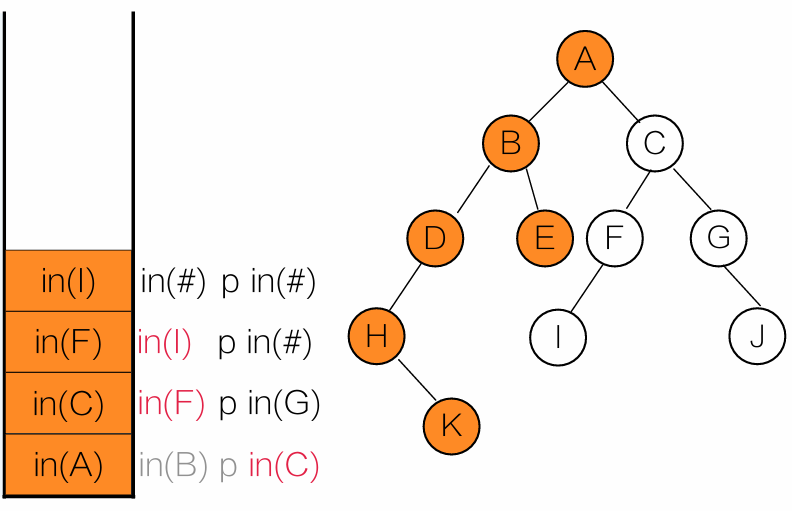 in(I) in(#) p in(#)
in(F) in(I) p in(#)
in(C) in(F) p in(G)
in(A) in(B) p in(C)
A
B C
D E F G
H I J
K